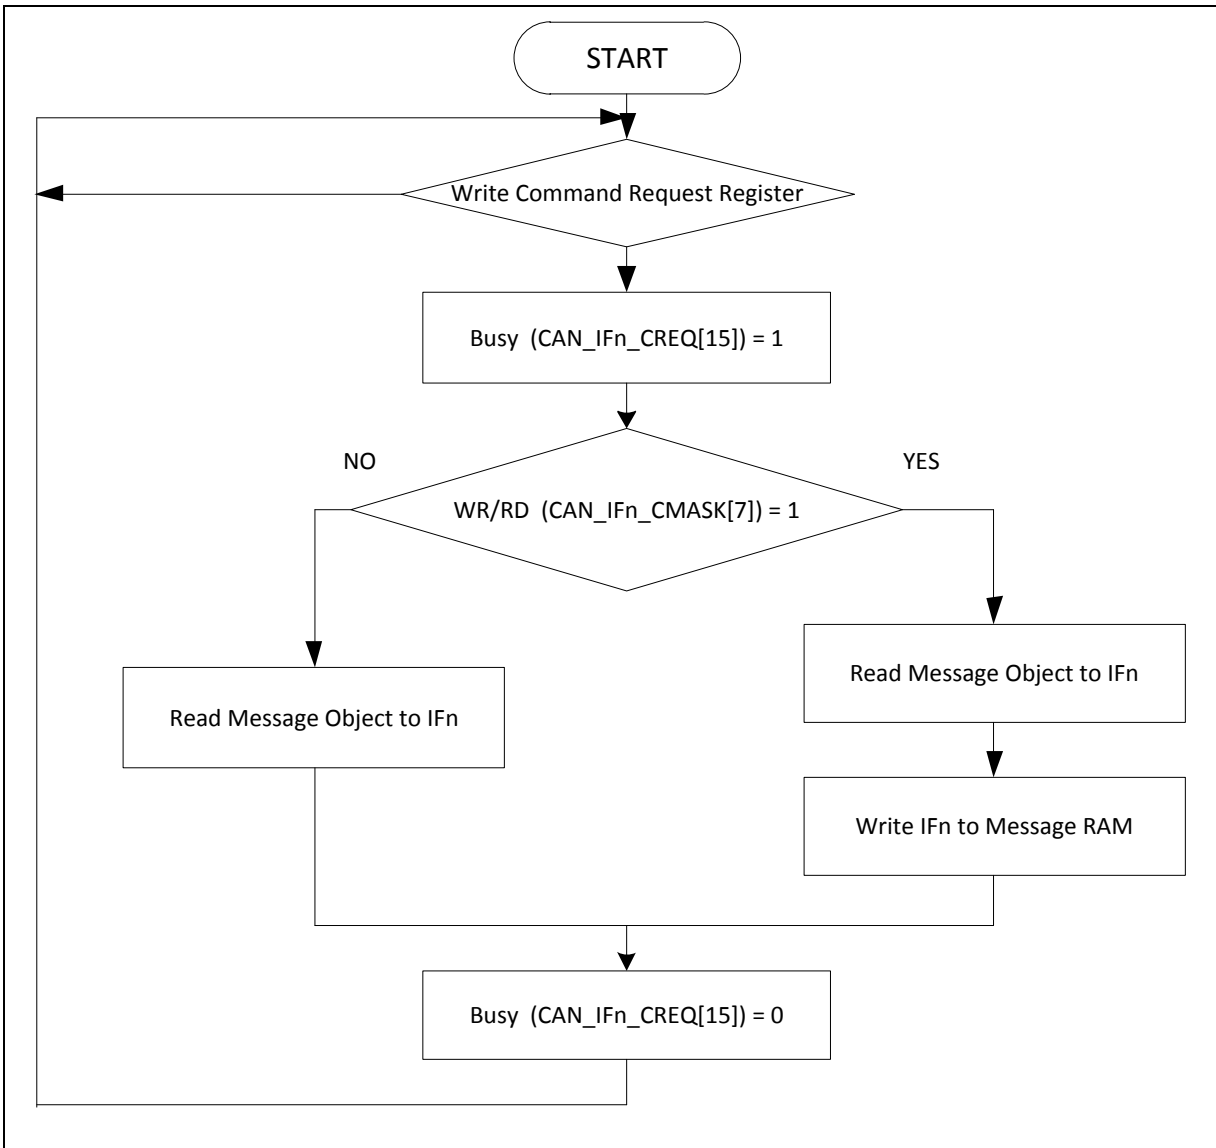 START
Write Command Request Register
Busy (CAN_IFn_CREQ[15]) = 1
NO
YES
WR/RD (CAN_IFn_CMASK[7]) = 1
Read Message Object to IFn
Read Message Object to IFn
Write IFn to Message RAM
Busy (CAN_IFn_CREQ[15]) = 0